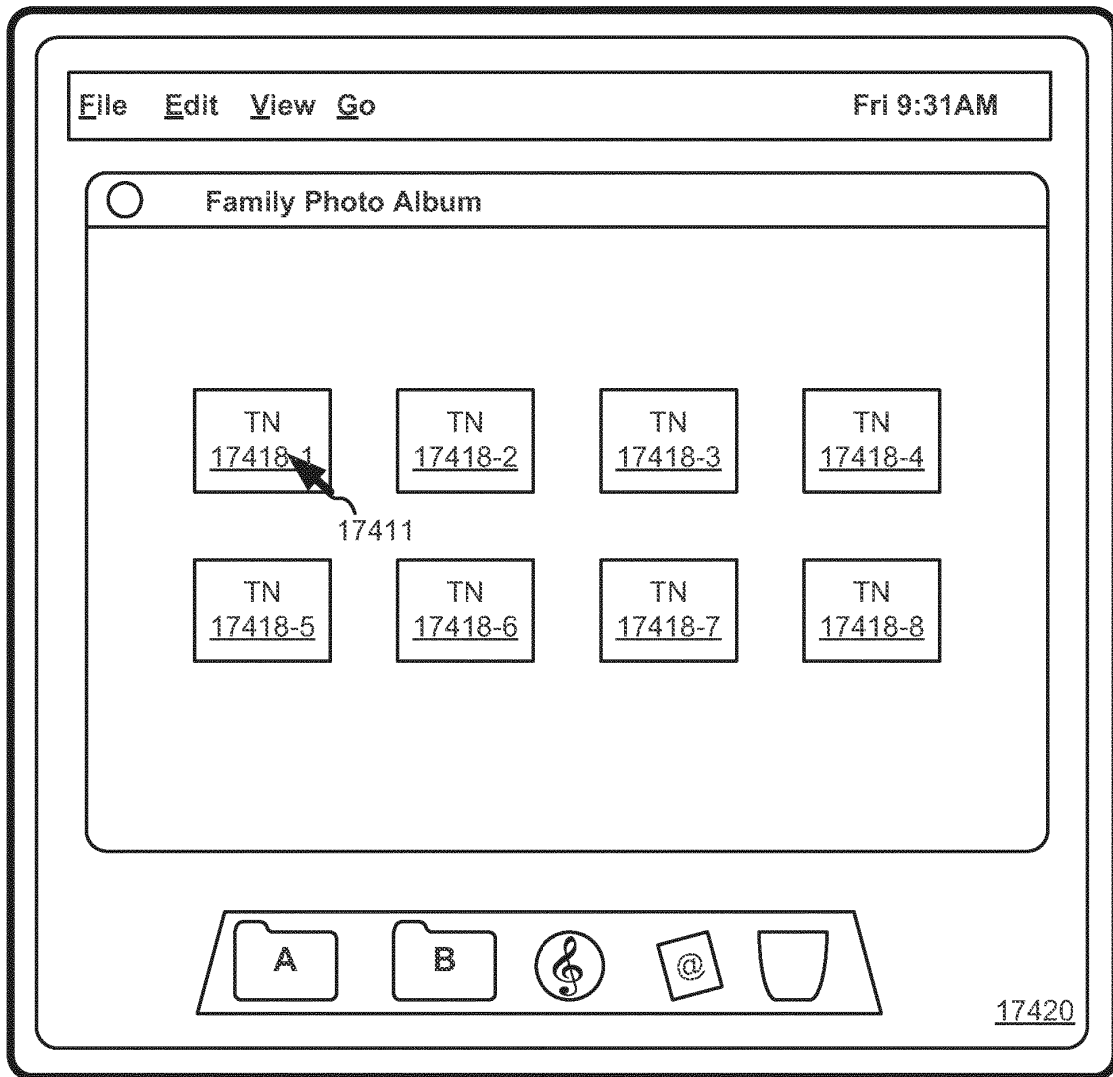 File Edit View Go Fri 9:31AM
Family Photo Album
TN TN TN TN
17418-1 17418-2 17418-3 17418-4
17411
TN TN TN TN
17418-5 17418-6 17418-7 17418-8
A B @
17420